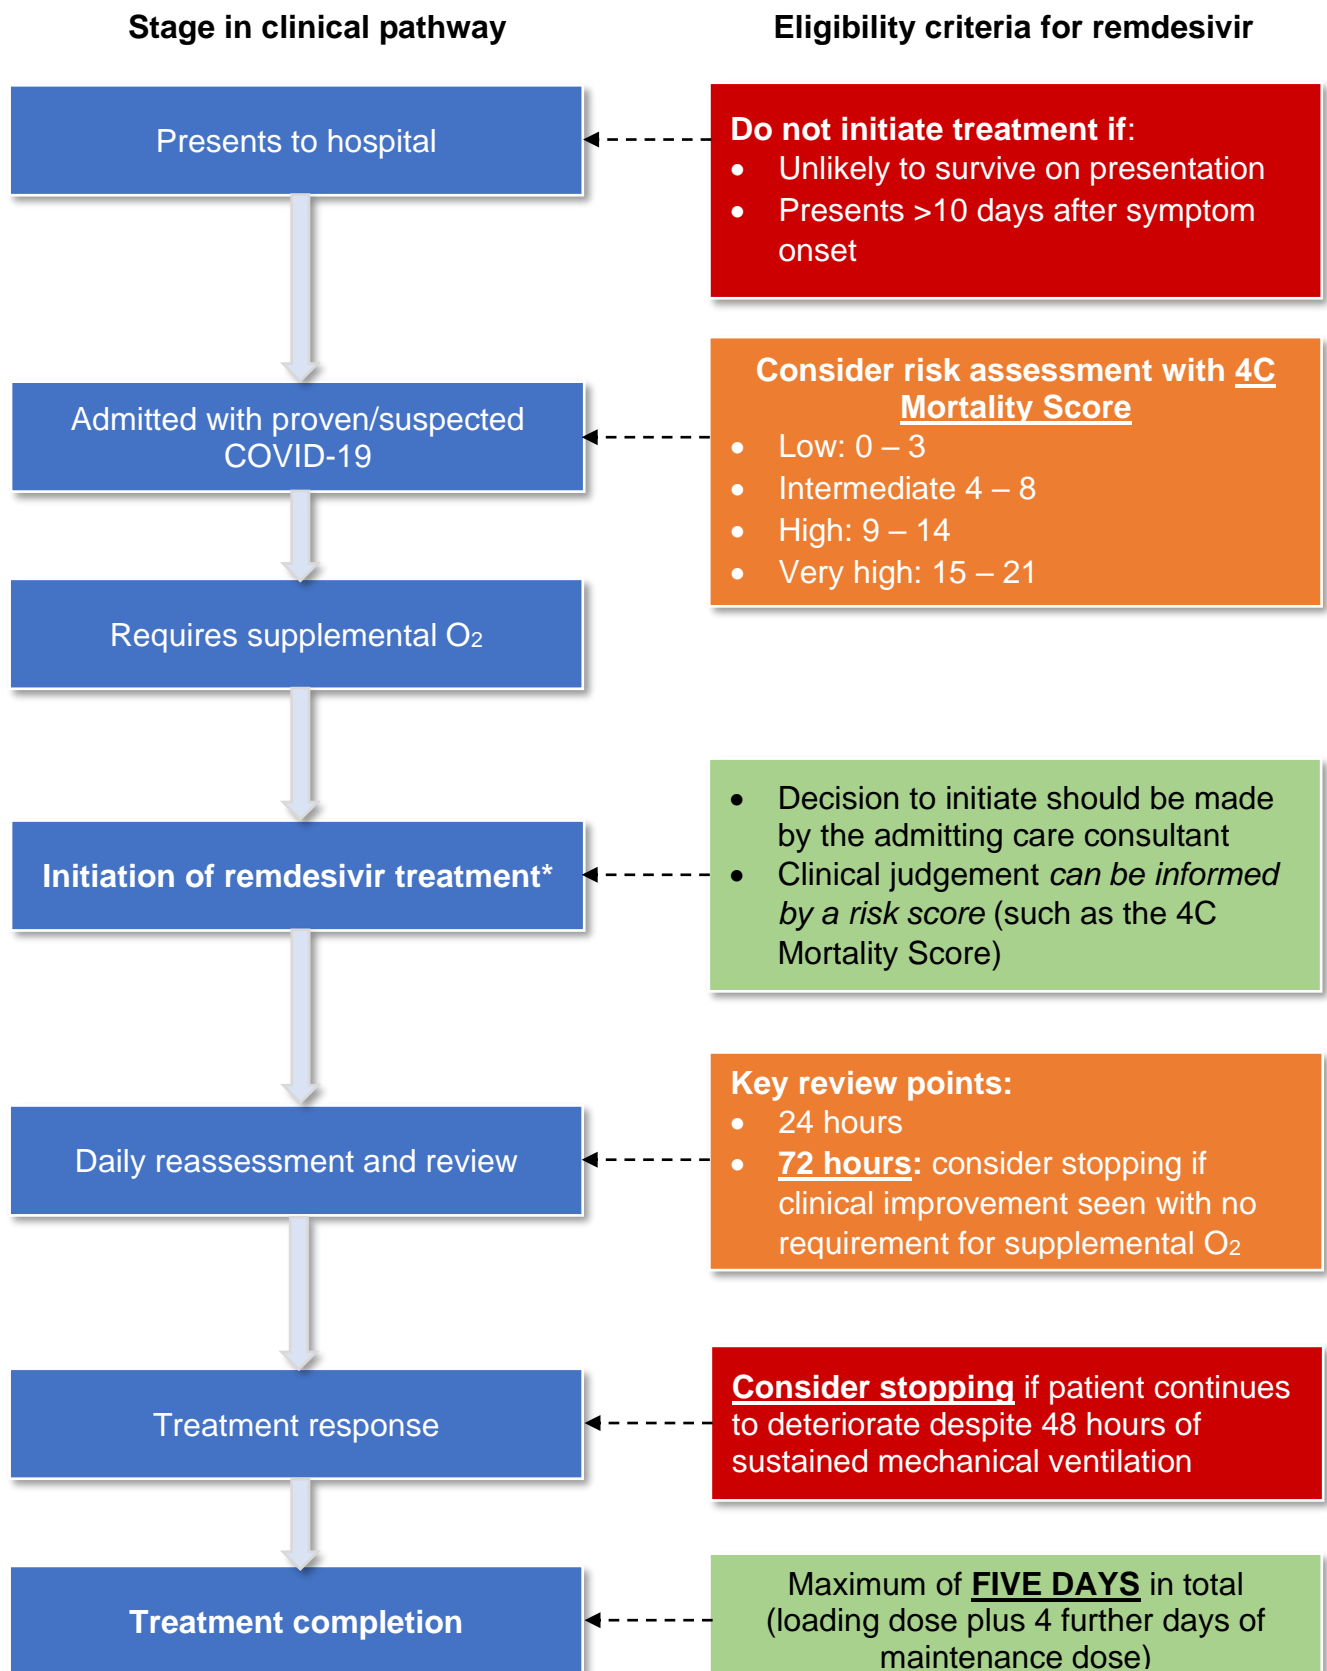 Stage in clinical pathway
Eligibility criteria for remdesivir
Presents to hospital
Do not initiate treatment if:
• Unlikely to survive on presentation
• Presents >10 days after symptom
onset
Admitted with proven/suspected
COVID-19
Consider risk assessment with 4C
Mortality Score
• Low: 0 – 3
• Intermediate 4 – 8
• High: 9 – 14
• Very high: 15 – 21
Requires supplemental O2
Initiation of remdesivir treatment*
• Decision to initiate should be made
by the admitting care consultant
• Clinical judgement can be informed
by a risk score (such as the 4C
Mortality Score)
Daily reassessment and review
Key review points:
• 24 hours
• 72 hours: consider stopping if
clinical improvement seen with no
requirement for supplemental O2
Treatment response
Consider stopping if patient continues
to deteriorate despite 48 hours of
sustained mechanical ventilation
Treatment completion
Maximum of FIVE DAYS in total
(loading dose plus 4 further days of
maintenance dose)